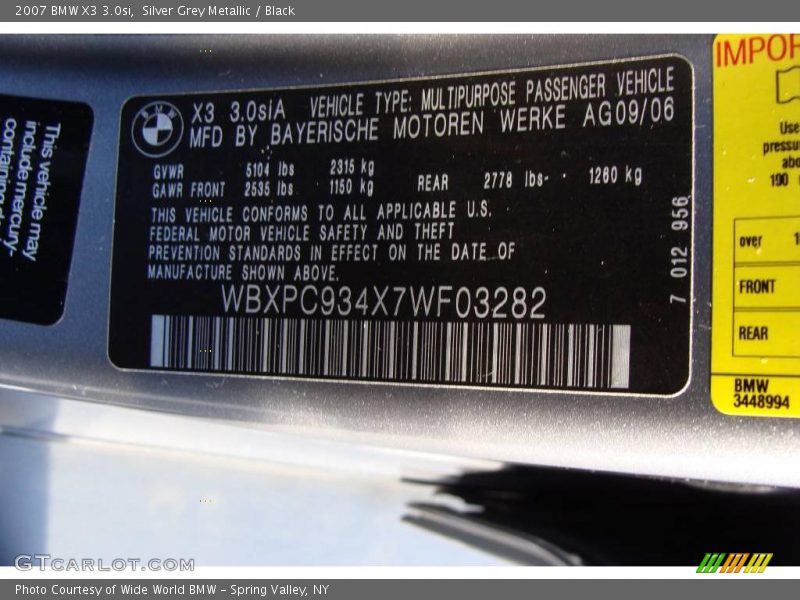 2007 BMW X3 3.0si, Silver Grey Metallic / Black
This vehicle may
include mercury-
BMW
X3 3.0siA VEHICLE TYPE: MULTIPURPOSE PASSENGER VEHICLE
MFD BY BAYERISCHE MOTOREN WERKE AG09/06
GVWR 5104 lbs 2315 kg
GAWR FRONT 2535 lbs 1150 kg REAR 2778 lbs- 1260 kg
THIS VEHICLE CONFORMS TO ALL APPLICABLE U.S.
FEDERAL MOTOR VEHICLE SAFETY AND THEFT
PREVENTION STANDARDS IN EFFECT ON THE DATE OF
MANUFACTURE SHOWN ABOVE.
WBXPC934X7WF03282
7 012 956
Use
190
over
FRONT
REAR
BMW
3448994
GTCARLOT.COM
Photo Courtesy of Wide World BMW – Spring Valley, NY